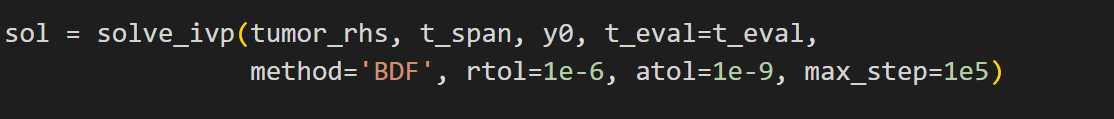 sol = solve_ivp(tumor_rhs, t_span, y0, t_eval=t_eval,
                method='BDF', rtol=1e-6, atol=1e-9, max_step=1e5)